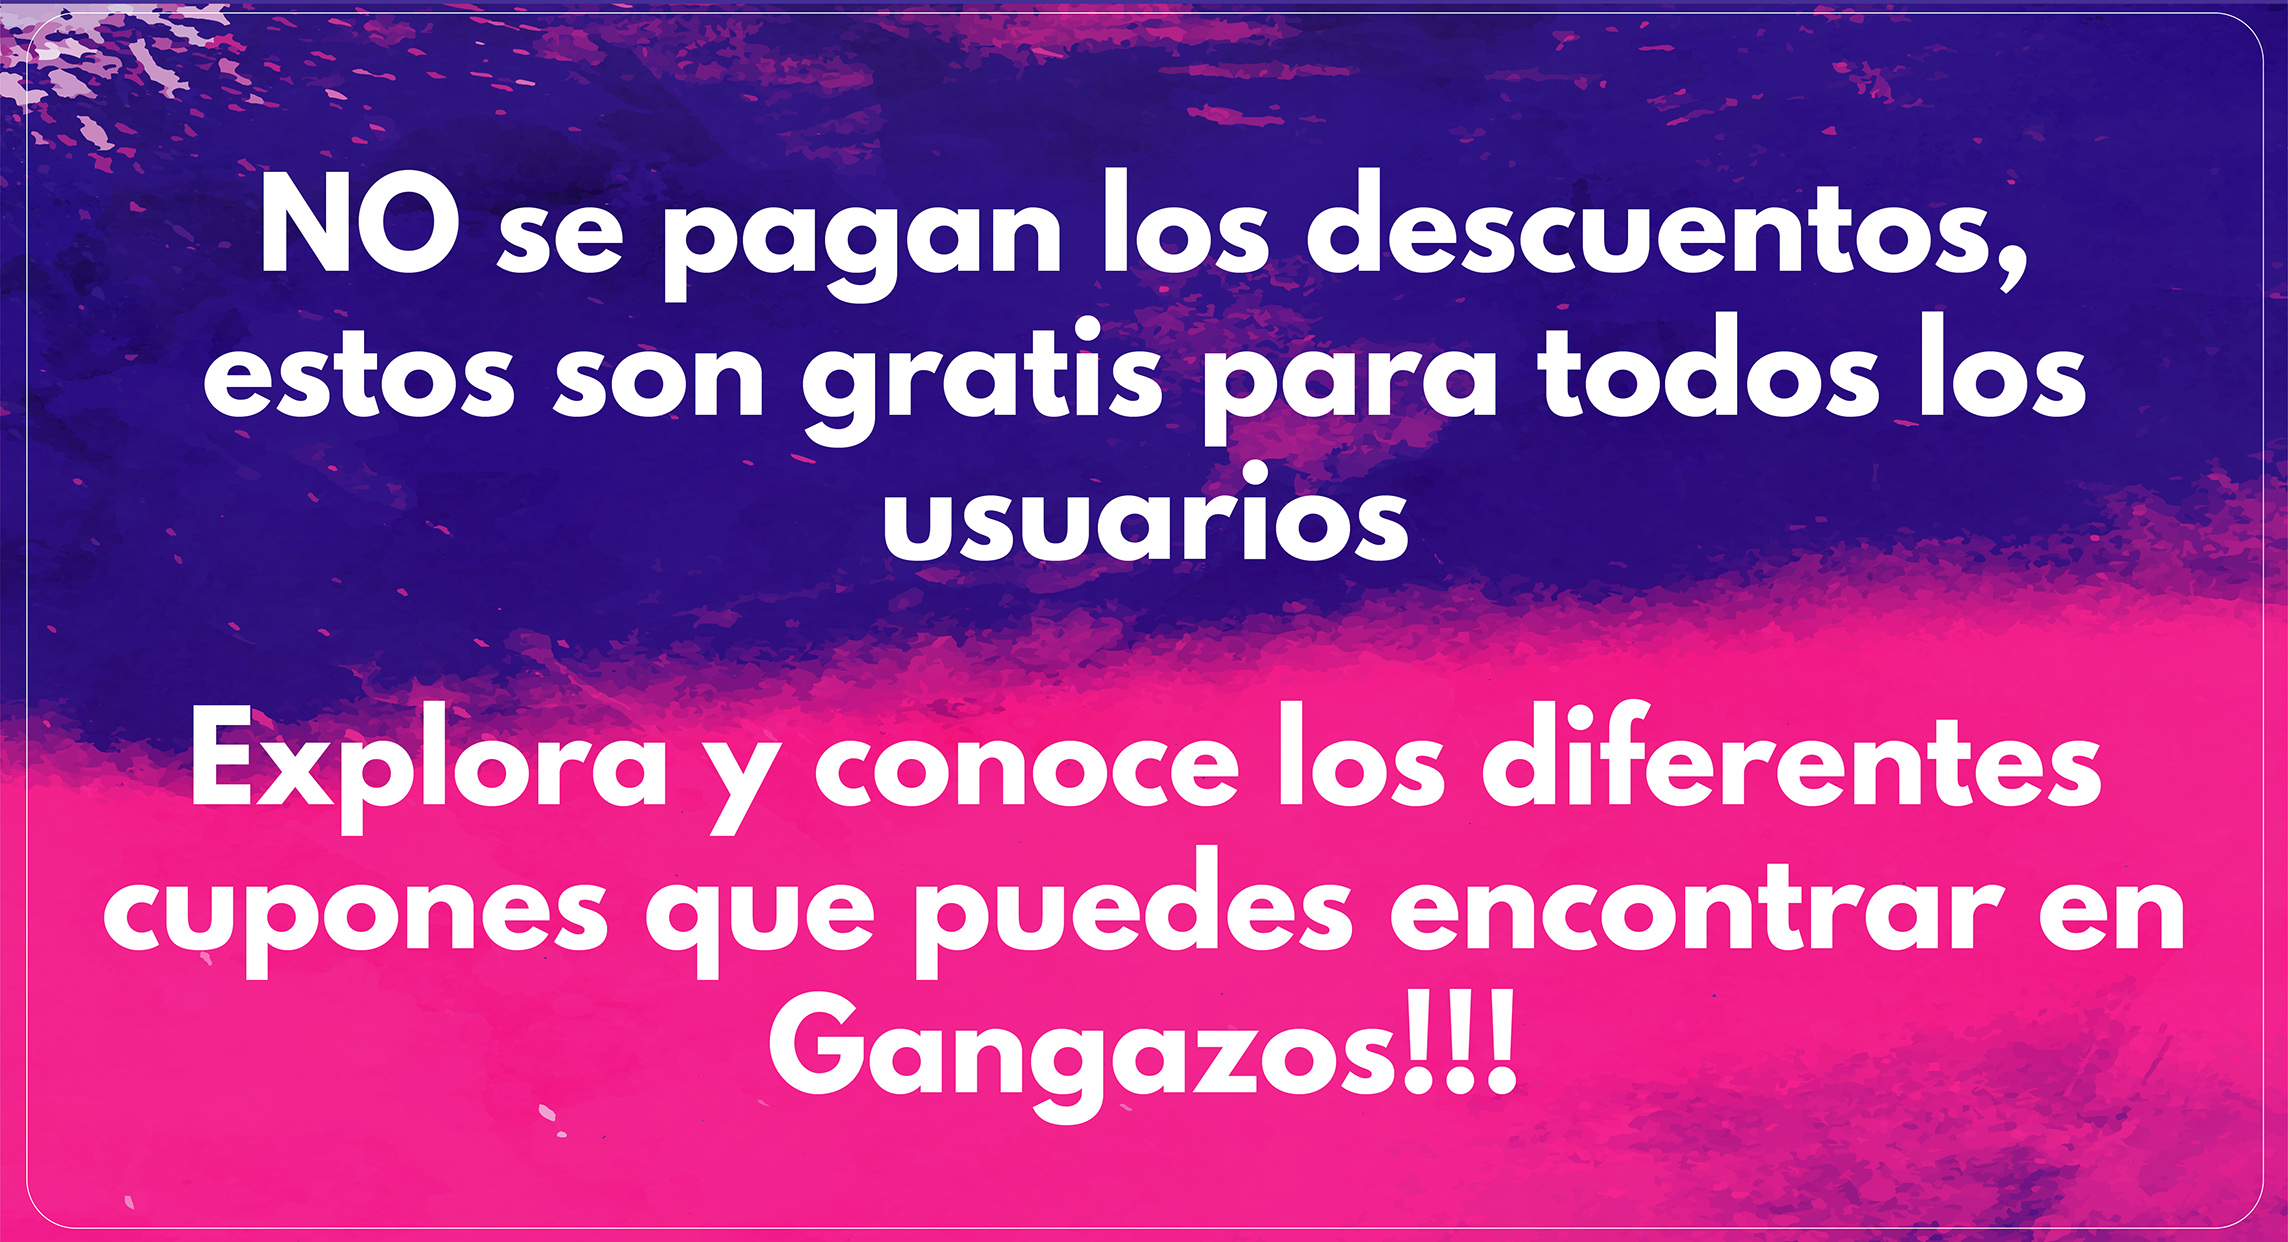 NO se pagan los descuentos,
estos son gratis para todos los
usuarios
Explora y conoce los diferentes
cupones que puedes encontrar en
Gangazos!!!